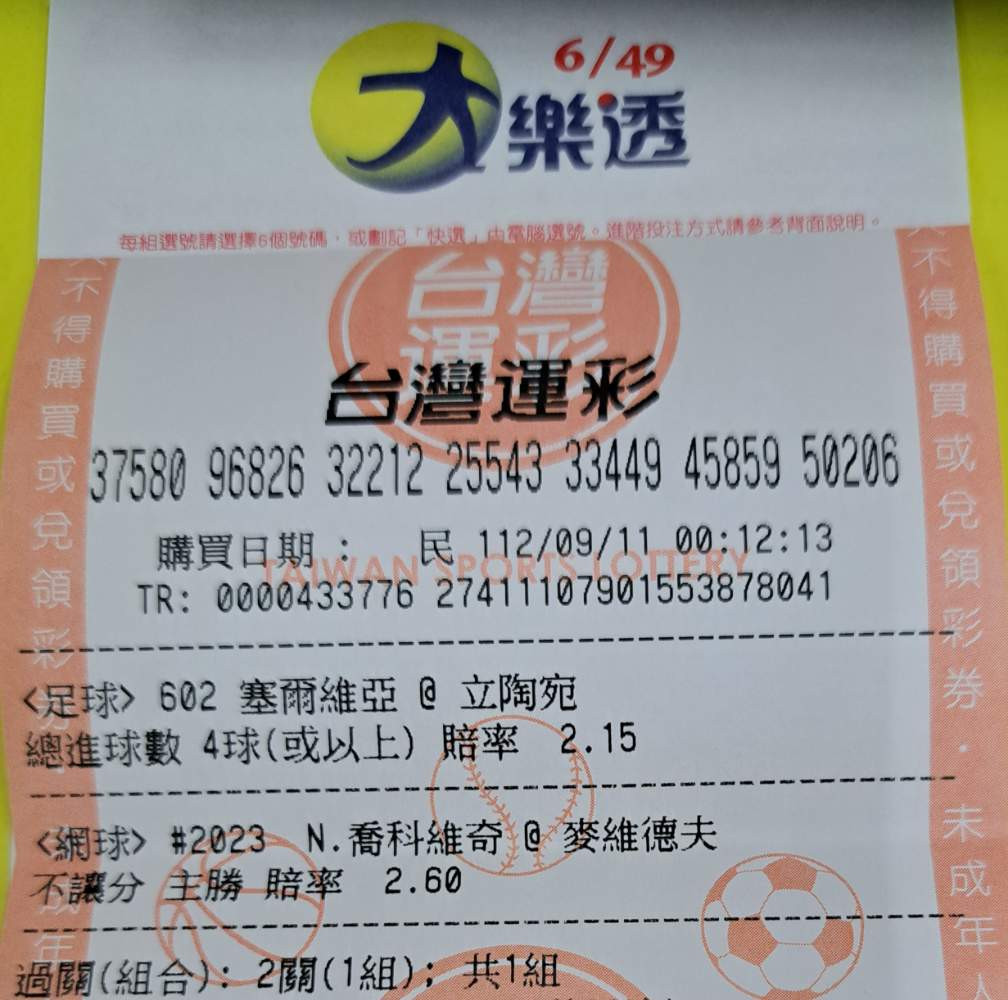 6/49
大樂透
每組選號請選擇6個號碼，或劃記「快選」由電腦選號。進階投注方式請參考背面說明。
台灣
運彩
台灣運彩
37580 96826 32212 25543 33449 45859 50206
購買日期： 民 112/09/11 00:12:13
TAIWAN SPORTS LOTTERY
TR: 0000433776 274111079015538780​41
<足球> 602 塞爾維亞 @ 立陶宛
總進球數 4球(或以上) 賠率 2.15
<網球> #2023 N.喬科維奇 @ 麥維德夫
不讓分 主勝 賠率 2.60
過關(組合): 2關(1組); 共1組
不得購買或兌領彩券
不得購買或兌領彩券．未成年人